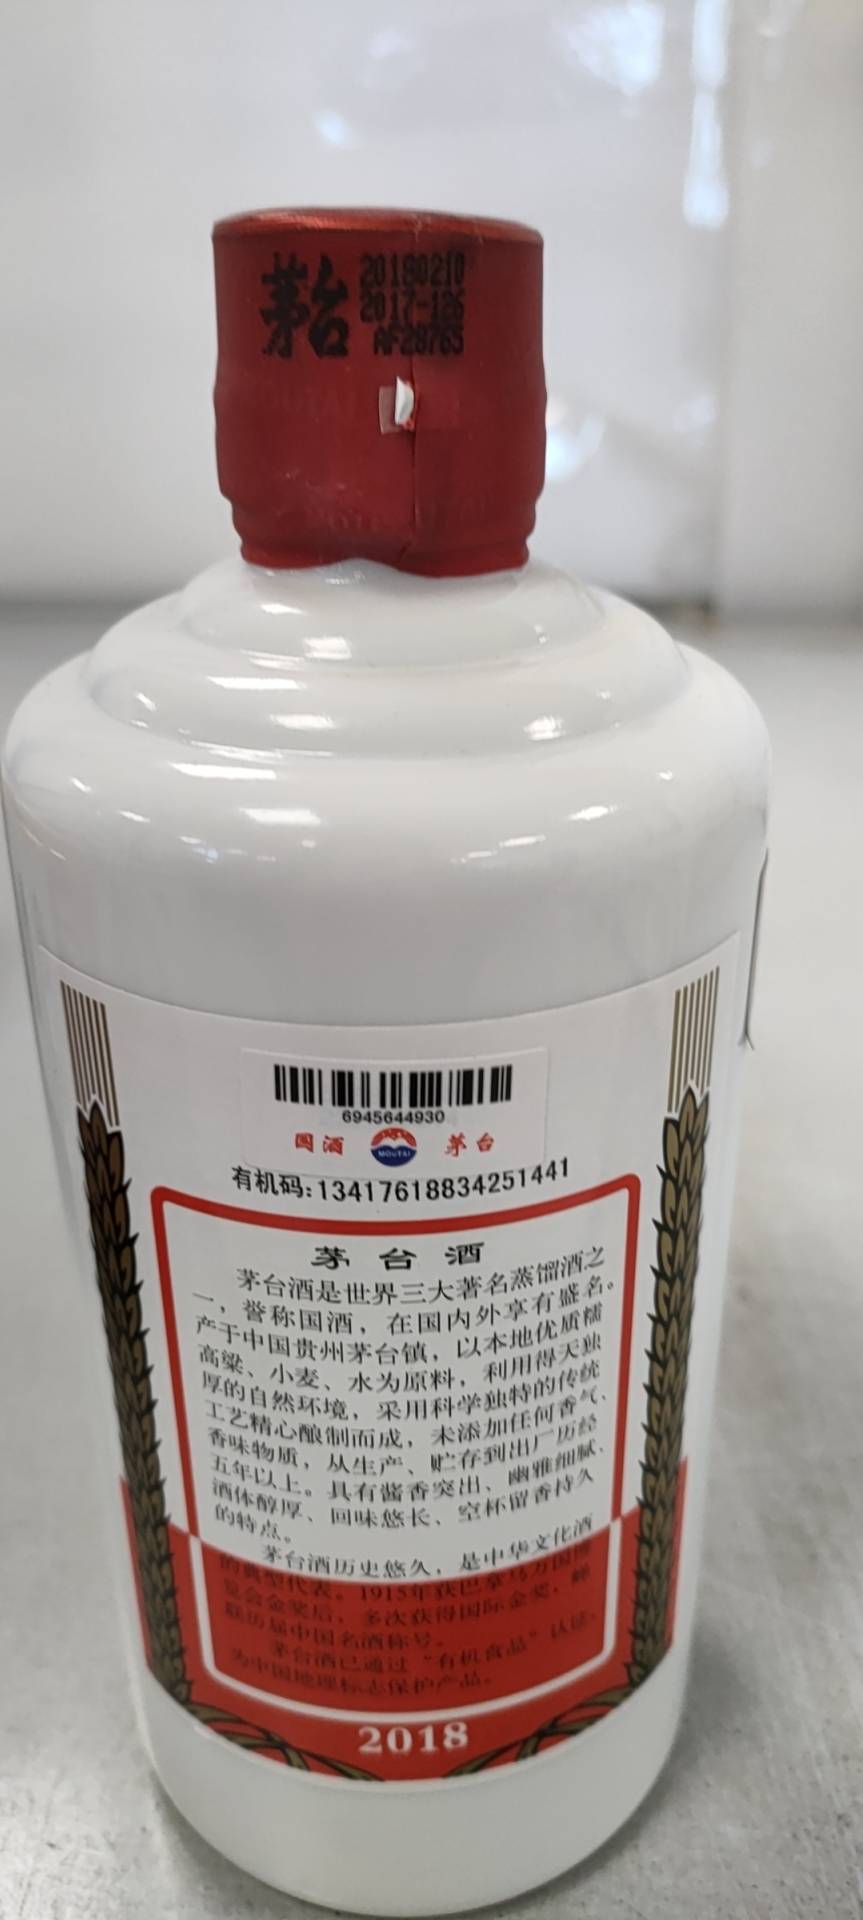 茅台
20180210
2017-126
AF28765
6945644930
国酒 MOUTAI 茅台
有机码:13417618834251441
茅台酒
茅台酒是世界三大著名蒸馏酒之
一，誉称国酒，在国内外享有盛名。
产于中国贵州茅台镇，以本地优质糯
高粱、小麦、水为原料，利用得天独
厚的自然环境，采用科学独特的传统
工艺精心酿制而成，未添加任何香气、
香味物质，从生产、贮存到出厂历经
五年以上。具有酱香突出、幽雅细腻、
酒体醇厚、回味悠长、空杯留香持久
的特点。
茅台酒历史悠久，是中华文化酒
的典型代表。1915年获巴拿马万国博
览会金奖后，多次获得国际金奖，蝉
联历届中国名酒称号。
茅台酒已通过“有机食品”认证，
为中国地理标志保护产品。
2018